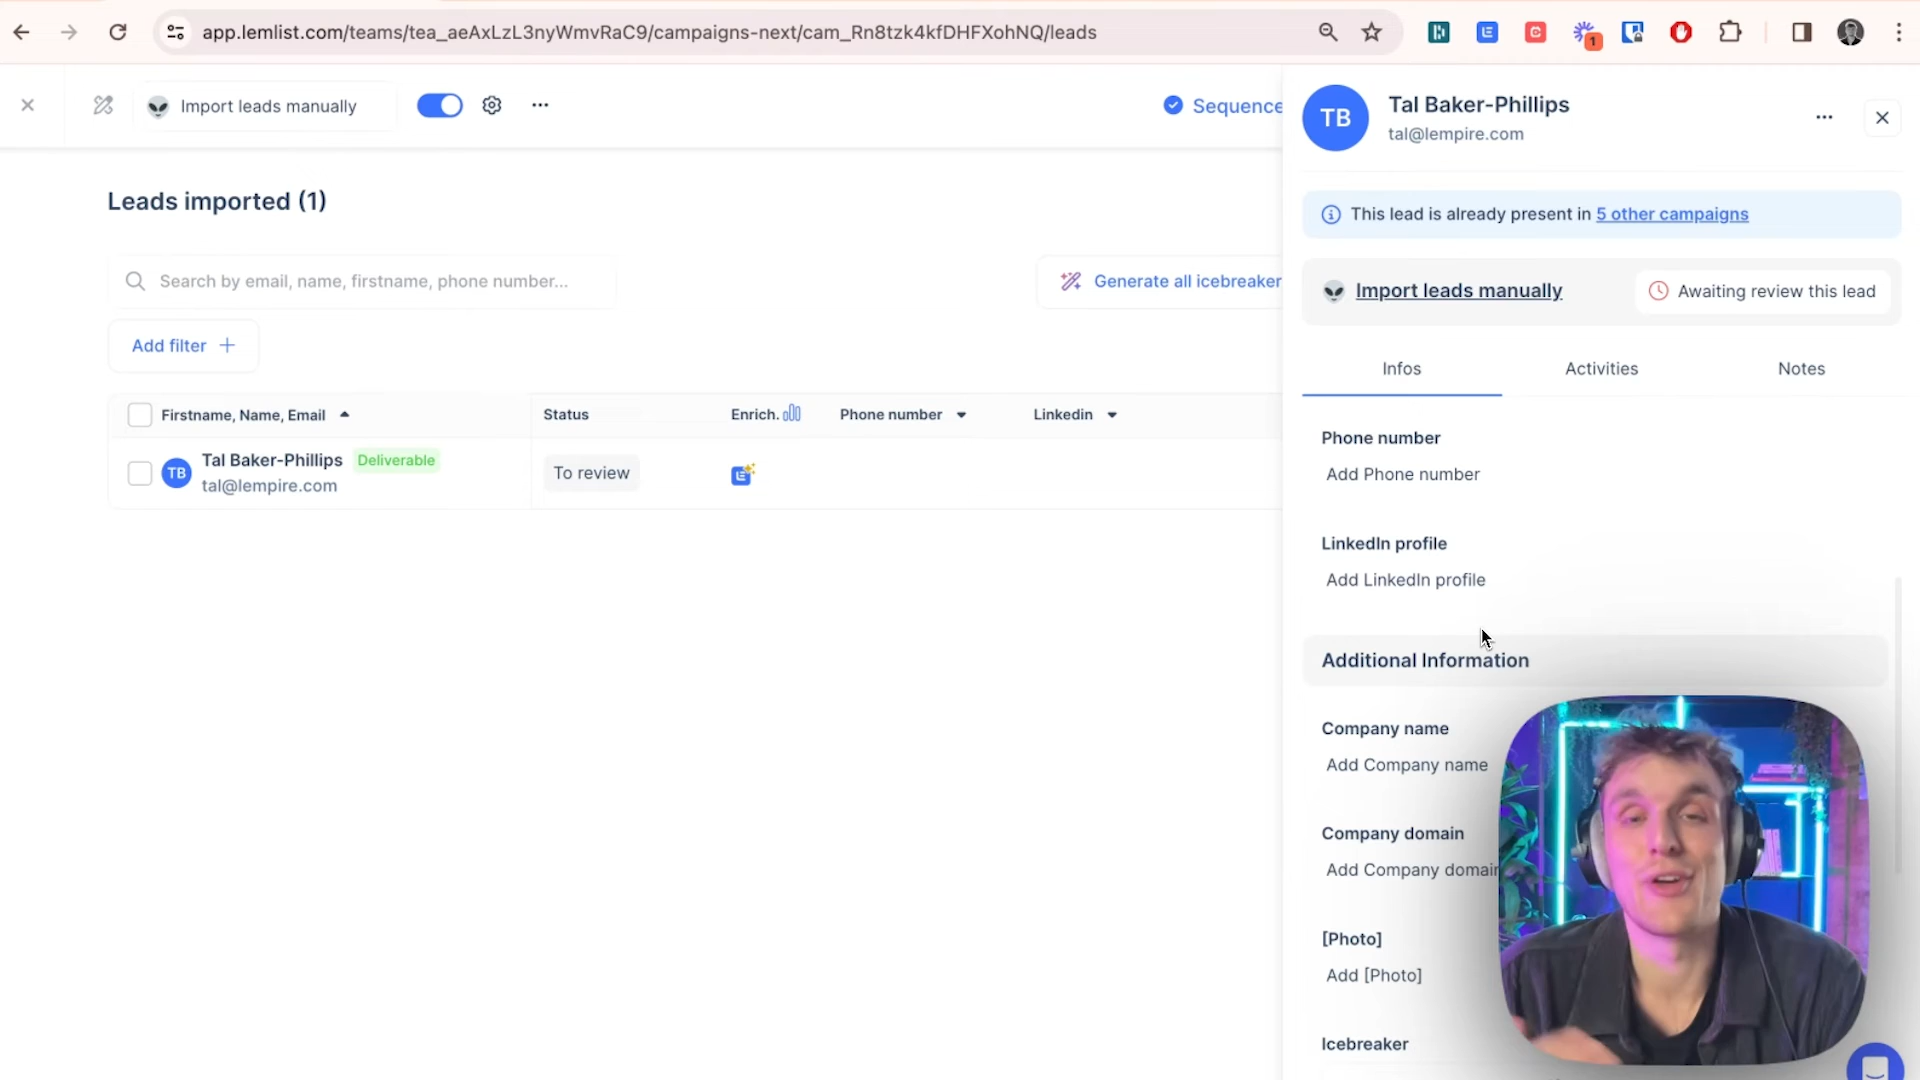 app.lemlist.com/teams/tea_aeAxLzL3nyWmvRaC9/campaigns-next/cam_Rn8tzk4kfDHFXohNQ/leads
1
Import leads manually
Sequence
Leads imported (1)
Search by email, name, firstname, phone number...
Generate all icebreaker
Add filter +
Firstname, Name, Email
Status
Enrich.
Phone number
Linkedin
TB
Tal Baker-Phillips
Deliverable
tal@lempire.com
To review
TB
Tal Baker-Phillips
tal@lempire.com
This lead is already present in 5 other campaigns
Import leads manually
Awaiting review this lead
Infos
Activities
Notes
Phone number
Add Phone number
LinkedIn profile
Add LinkedIn profile
Additional Information
Company name
Add Company name
Company domain
Add Company domain
[Photo]
Add [Photo]
Icebreaker